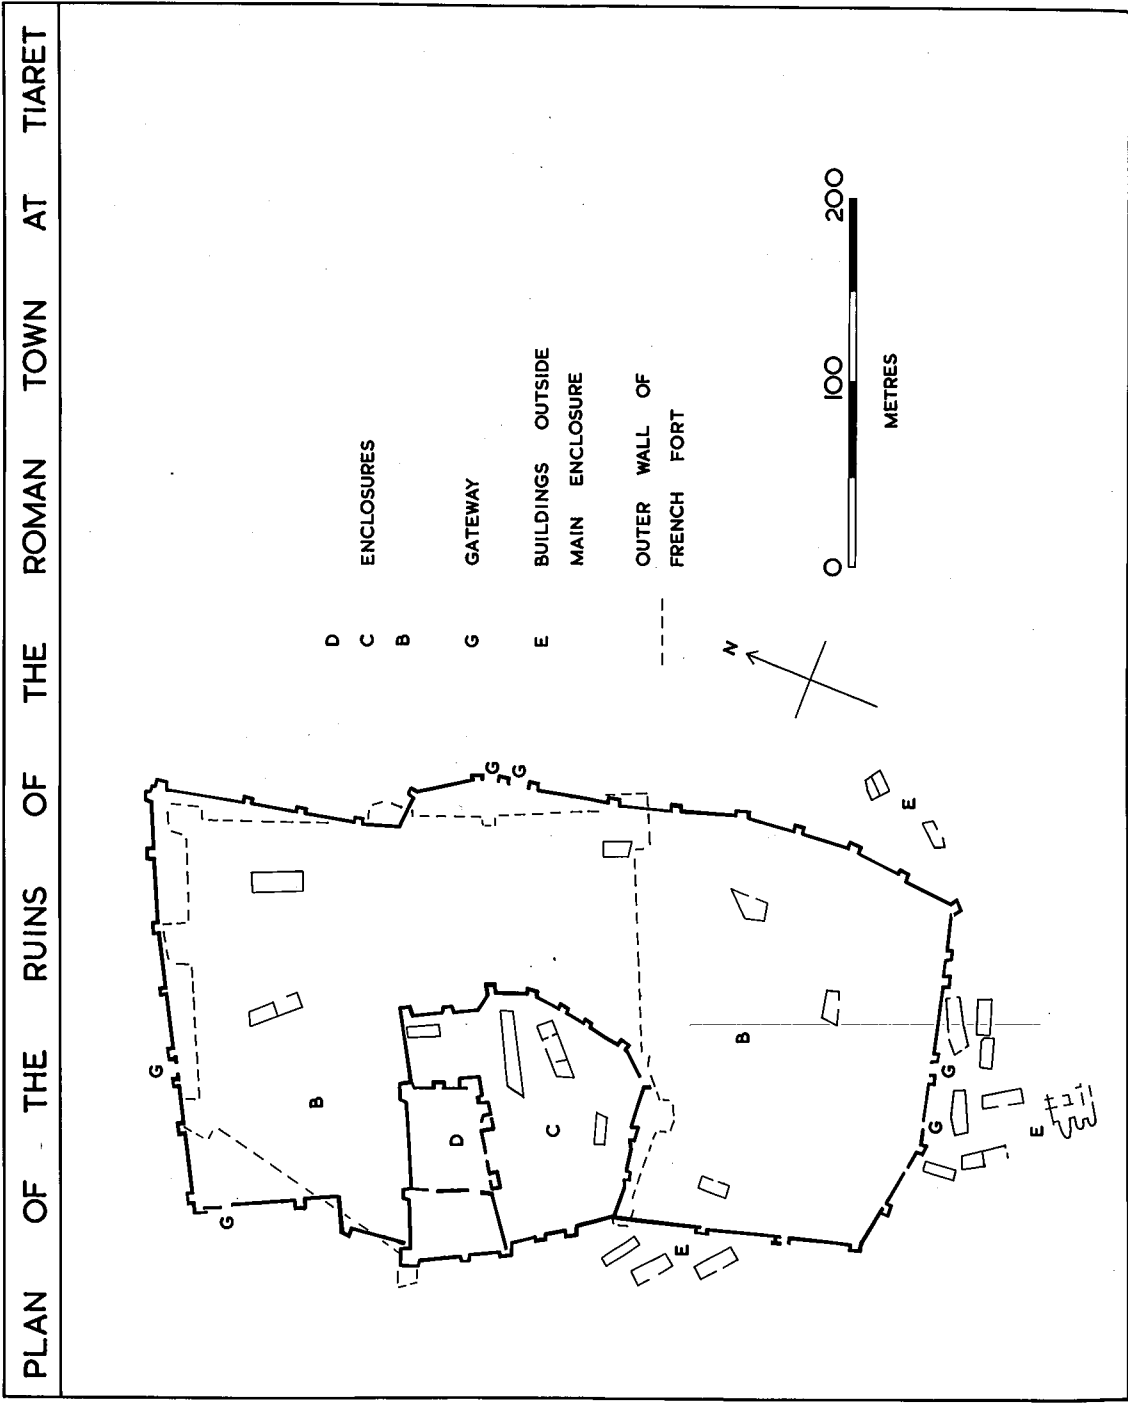 PLAN OF THE RUINS OF THE ROMAN TOWN AT TIARET
D
C ENCLOSURES
B
G GATEWAY
E BUILDINGS OUTSIDE
MAIN ENCLOSURE
OUTER WALL OF
FRENCH FORT
N
0 100 200
METRES
G
G
B
G
G
D
C
B
E
E
G
G
E